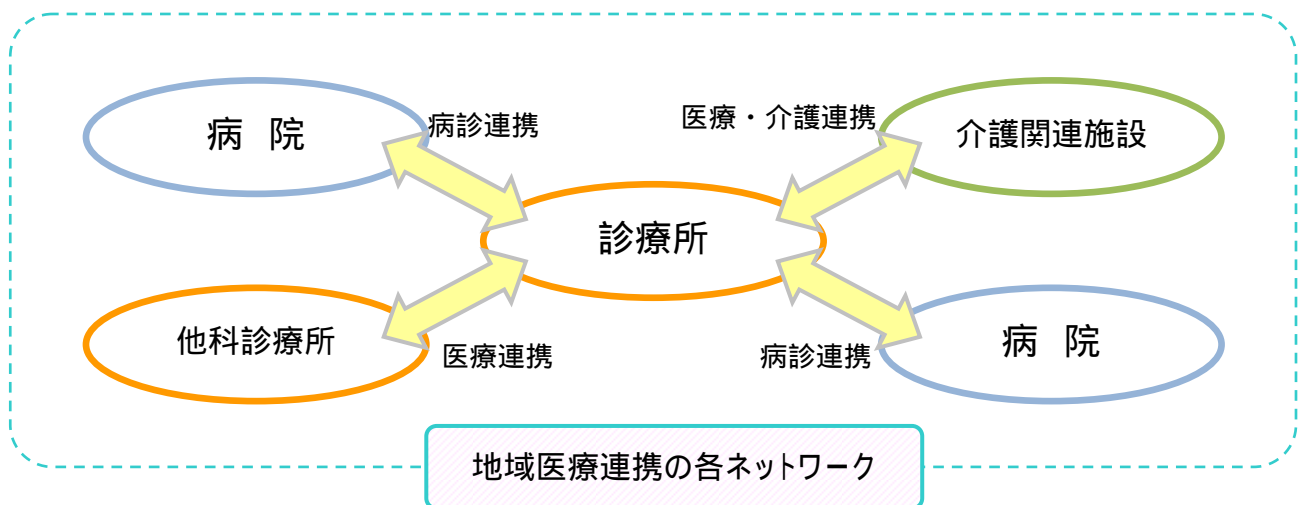 病 院
病診連携
医療・介護連携
介護関連施設
診療所
他科診療所
医療連携
病診連携
病 院
地域医療連携の各ネットワーク